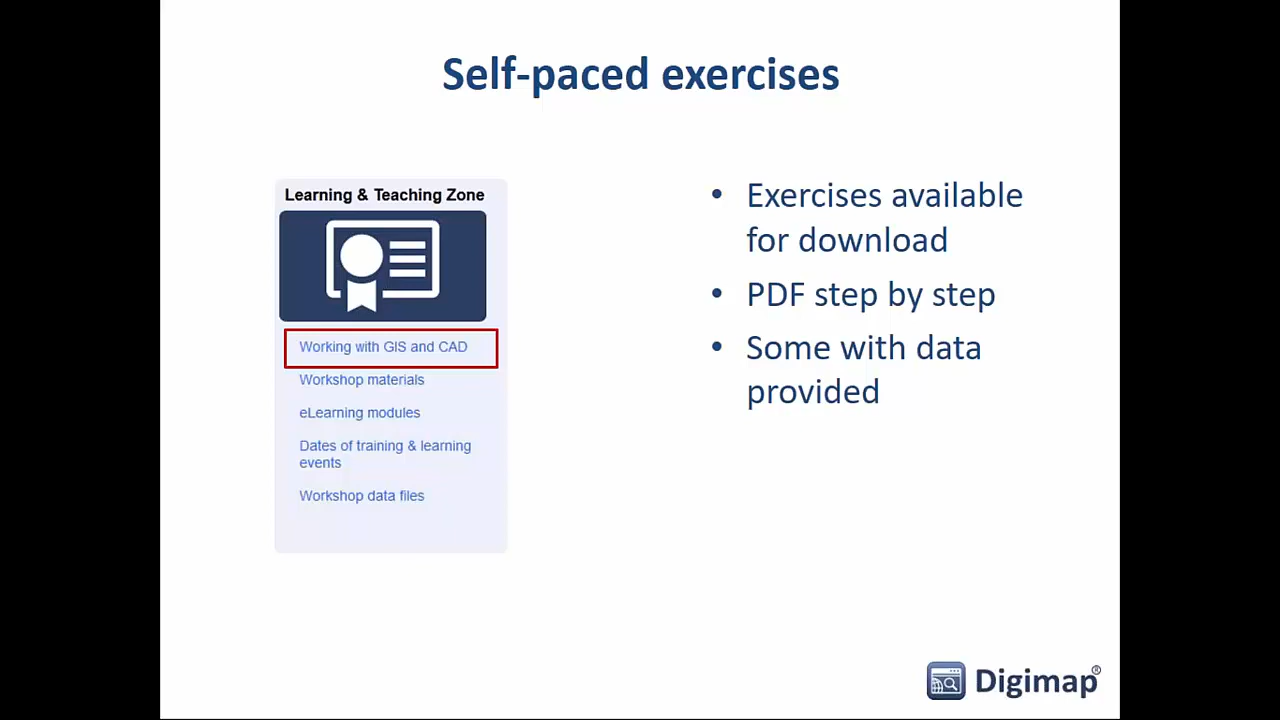 Self-paced exercises
Learning & Teaching Zone
Working with GIS and CAD
Workshop materials
eLearning modules
Dates of training & learning
events
Workshop data files
• Exercises available
for download
• PDF step by step
• Some with data
provided
Digimap®